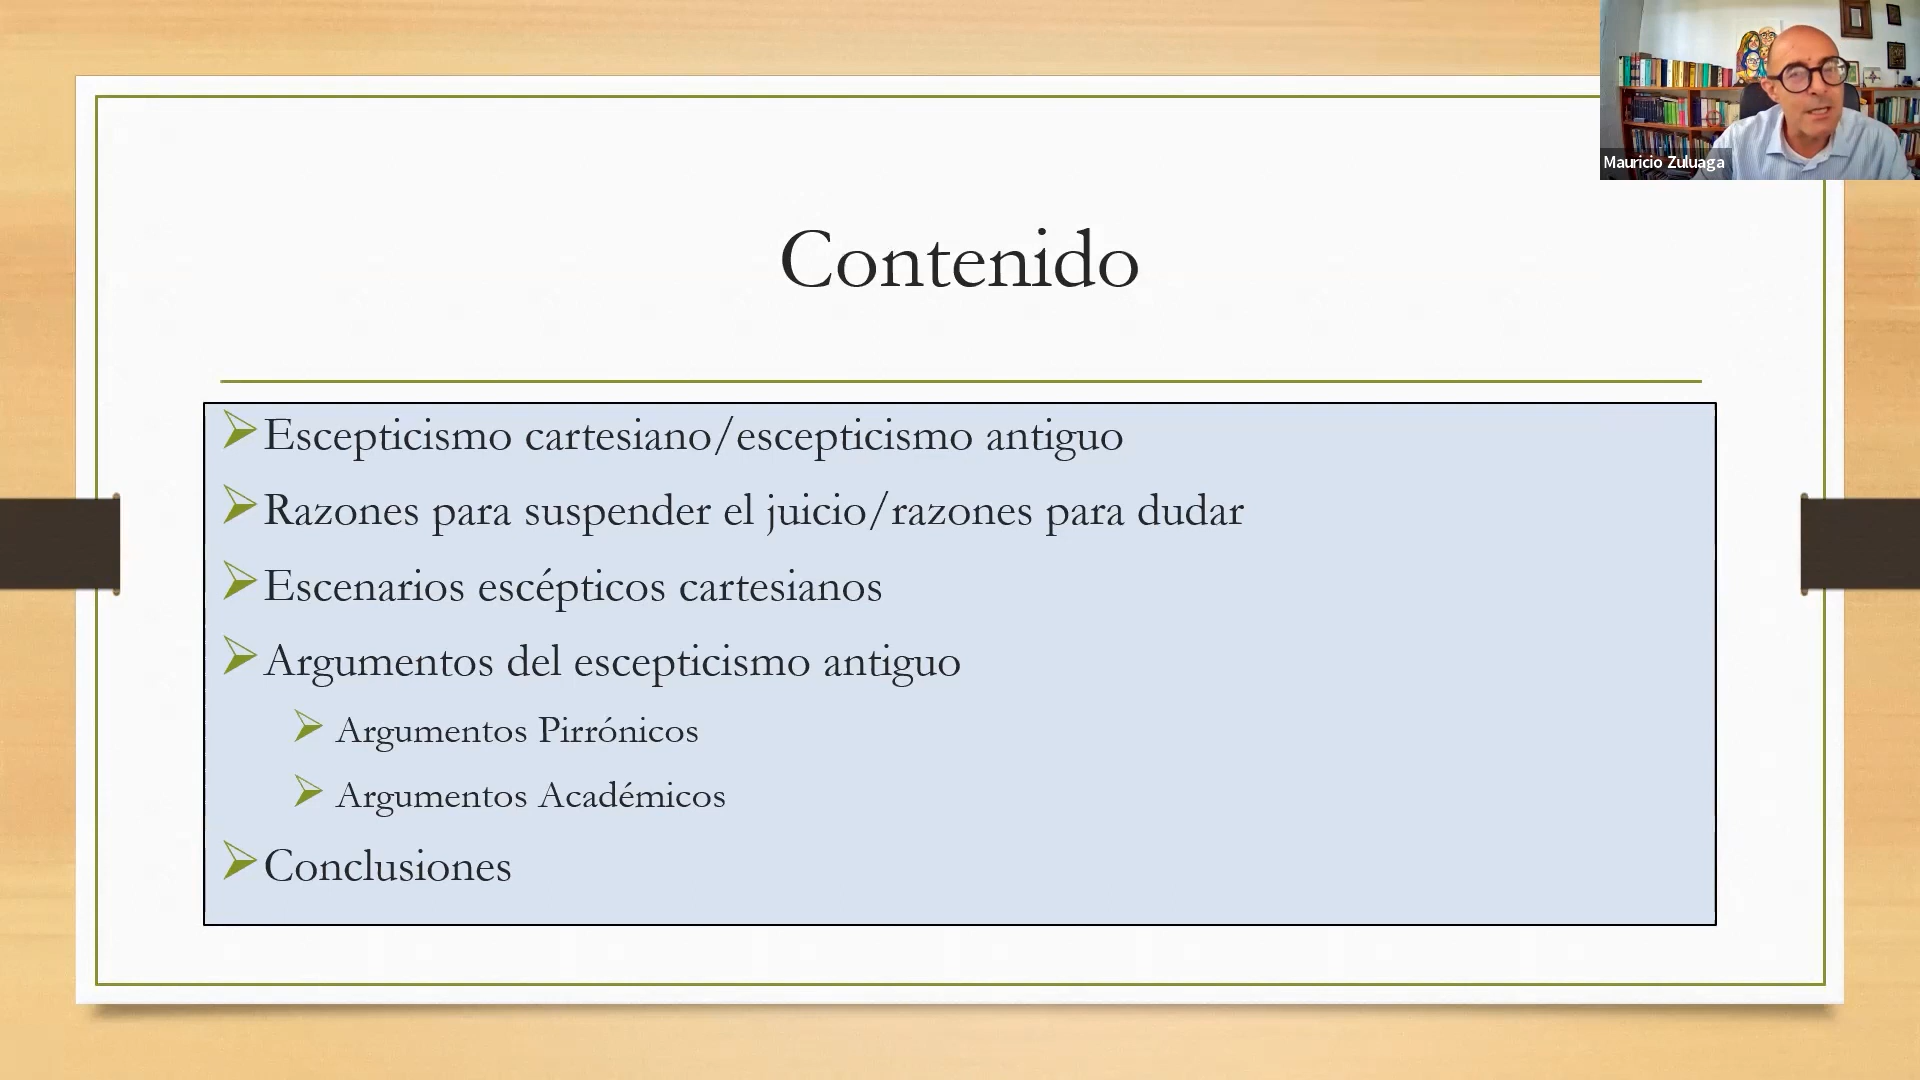 Mauricio Zuluaga
Contenido
Escepticismo cartesiano/escepticismo antiguo
Razones para suspender el juicio/razones para dudar
Escenarios escépticos cartesianos
Argumentos del escepticismo antiguo
Argumentos Pirrónicos
Argumentos Académicos
Conclusiones